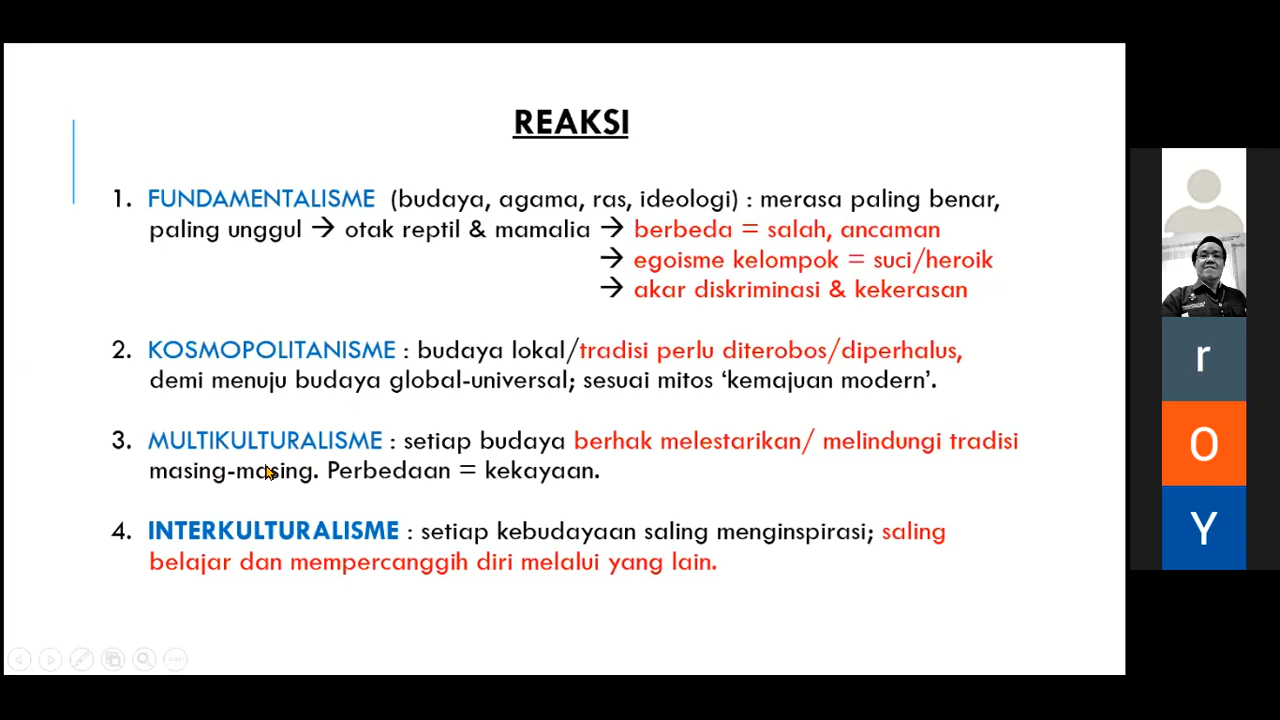 REAKSI
1. FUNDAMENTALISME (budaya, agama, ras, ideologi) : merasa paling benar,
paling unggul → otak reptil & mamalia → berbeda = salah, ancaman
→ egoisme kelompok = suci/heroik
→ akar diskriminasi & kekerasan
2. KOSMOPOLITANISME : budaya lokal/tradisi perlu diterobos/diperhalus,
demi menuju budaya global-universal; sesuai mitos ‘kemajuan modern’.
3. MULTIKULTURALISME : setiap budaya berhak melestarikan/ melindungi tradisi
masing-masing. Perbedaan = kekayaan.
4. INTERKULTURALISME : setiap kebudayaan saling menginspirasi; saling
belajar dan mempercanggih diri melalui yang lain.
r
O
Y